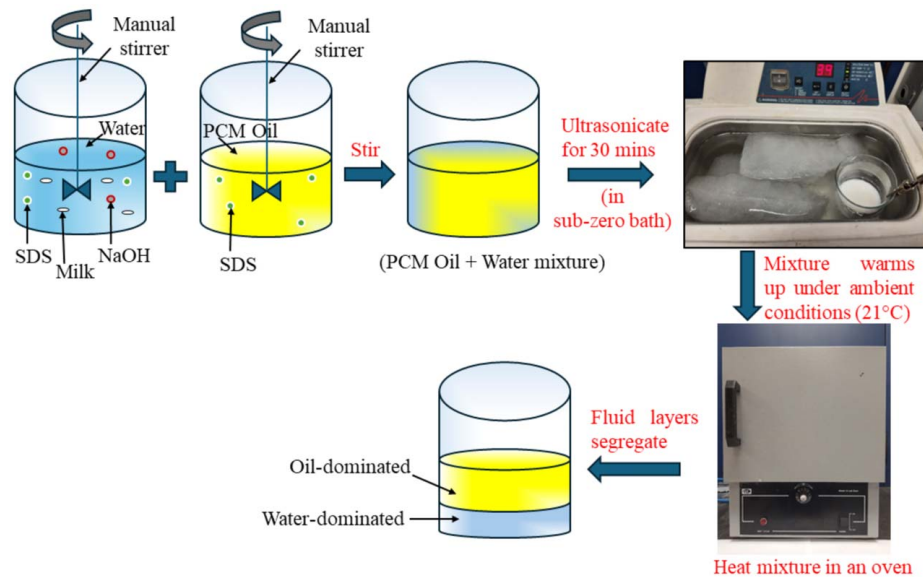 Manual
stirrer
Water
SDS
Milk
NaOH
Manual
stirrer
PCM Oil
SDS
Stir
(PCM Oil + Water mixture)
Ultrasonicate
for 30 mins
(in
sub-zero bath)
Mixture warms
up under ambient
conditions (21°C)
Heat mixture in an oven
Fluid layers
segregate
Oil-dominated
Water-dominated